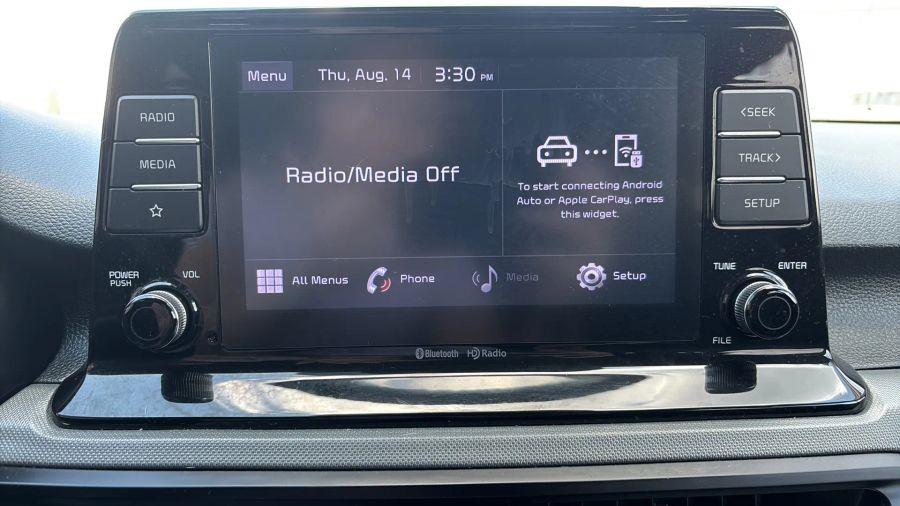 Menu Thu, Aug. 14 3:30 PM
RADIO
MEDIA
Radio/Media Off
To start connecting Android
Auto or Apple CarPlay, press
this widget.
<SEEK
TRACK>
SETUP
POWER
PUSH
VOL
All Menus Phone Media Setup
TUNE ENTER
FILE
Bluetooth HD Radio